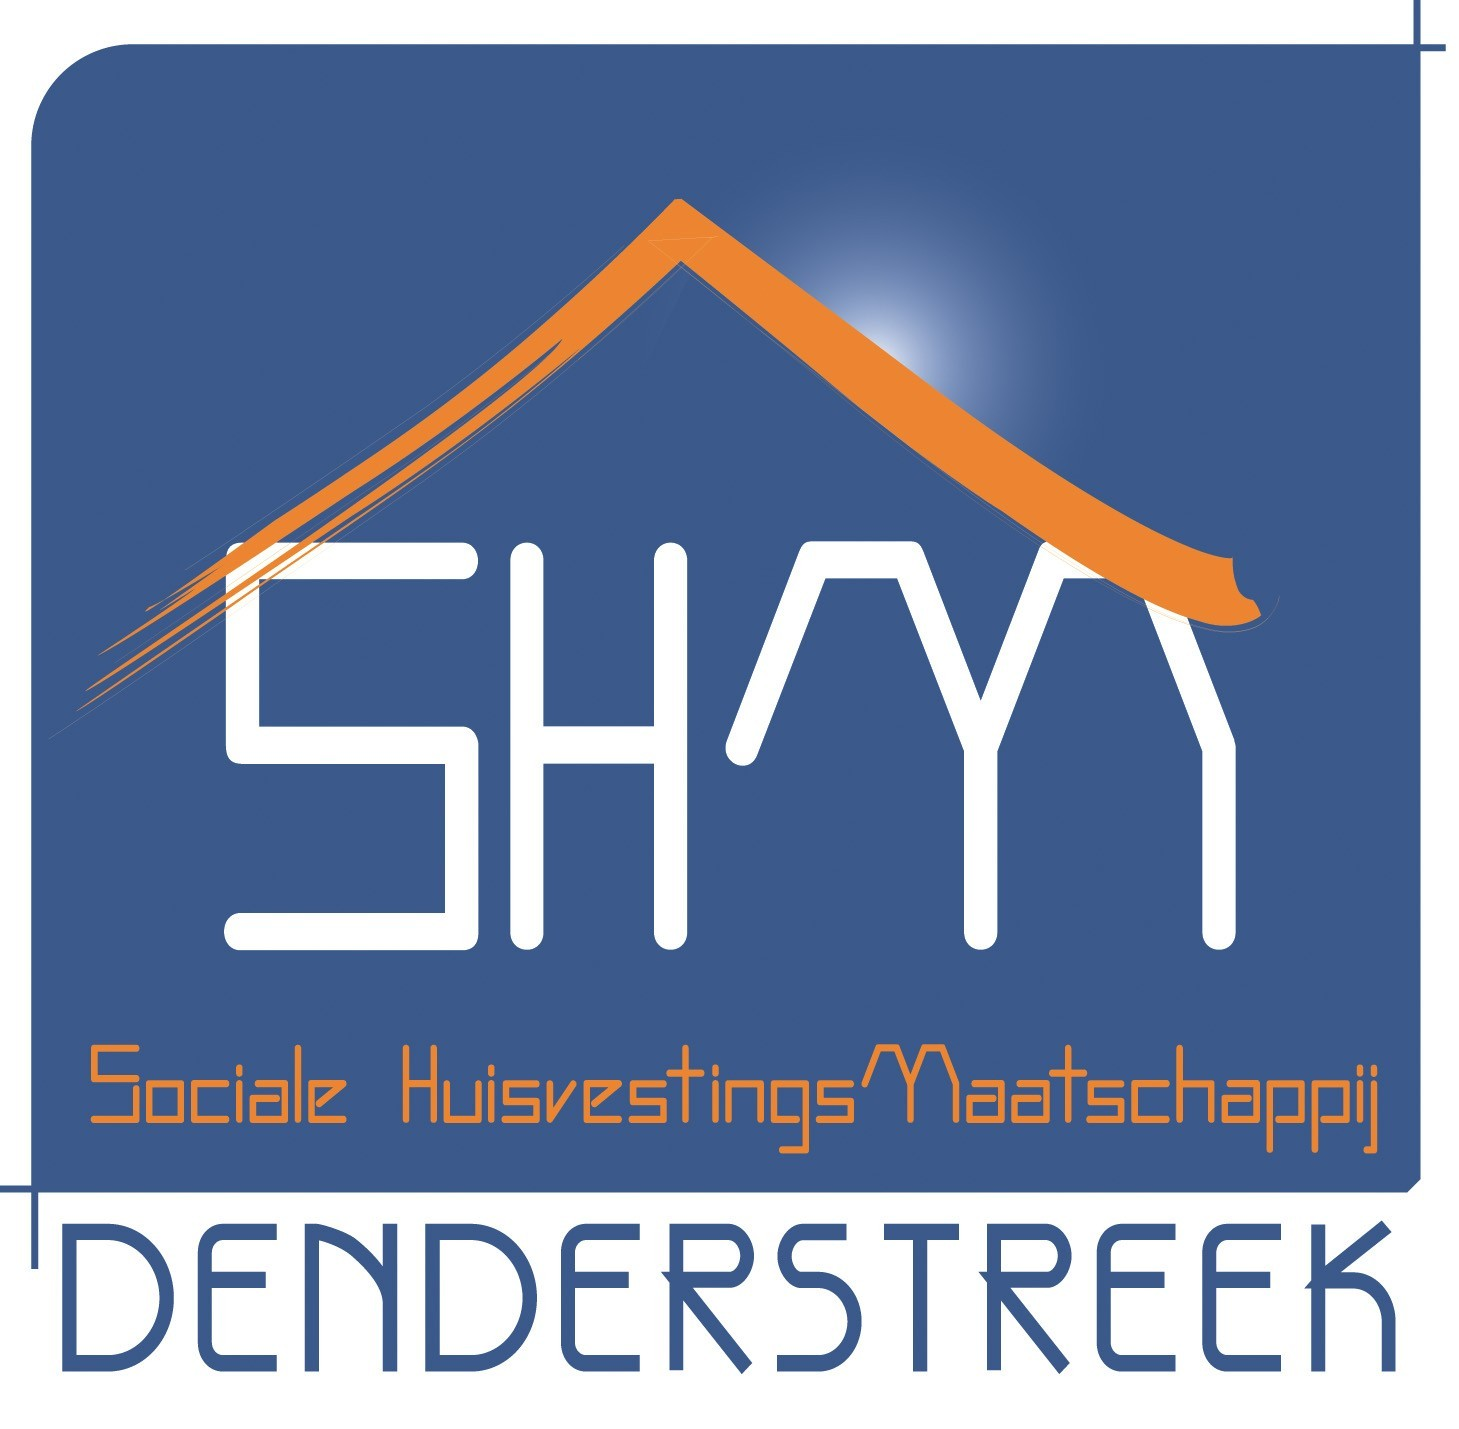 SHM
Sociale HuisvestingsMaatschappij
DENDERSTREEK